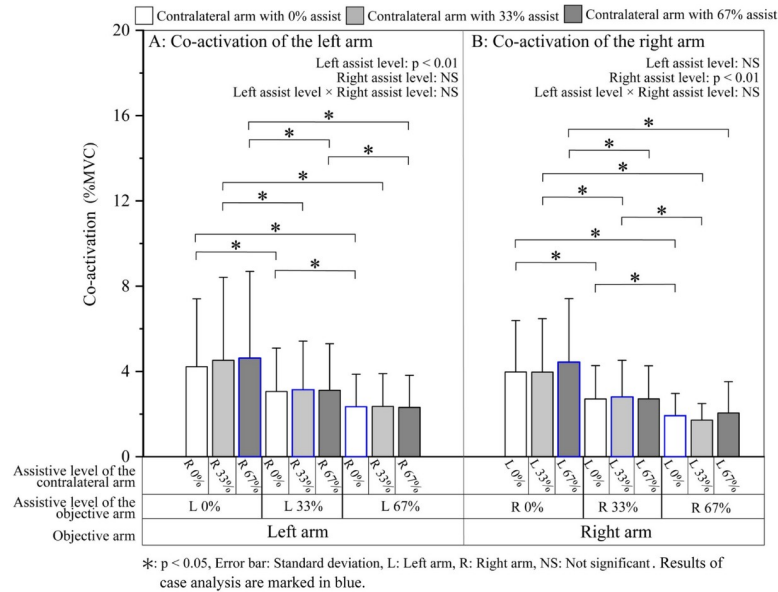 Contralateral arm with 0% assist Contralateral arm with 33% assist Contralateral arm with 67% assist
A: Co-activation of the left arm
Left assist level: p < 0.01
Right assist level: NS
Left assist level × Right assist level: NS
B: Co-activation of the right arm
Left assist level: NS
Right assist level: p < 0.01
Left assist level × Right assist level: NS
Co-activation (%MVC)
20
16
12
8
4
0
* * *
* *
* * *
* * *
* *
* * *
Assistive level of the
contralateral arm
R 0% R 33% R 67% R 0% R 33% R 67% R 0% R 33% R 67% L 0% L 33% L 67% L 0% L 33% L 67% L 0% L 33% L 67%
Assistive level of the
objective arm
L 0% L 33% L 67% R 0% R 33% R 67%
Objective arm Left arm Right arm
*: p < 0.05, Error bar: Standard deviation, L: Left arm, R: Right arm, NS: Not significant. Results of
case analysis are marked in blue.